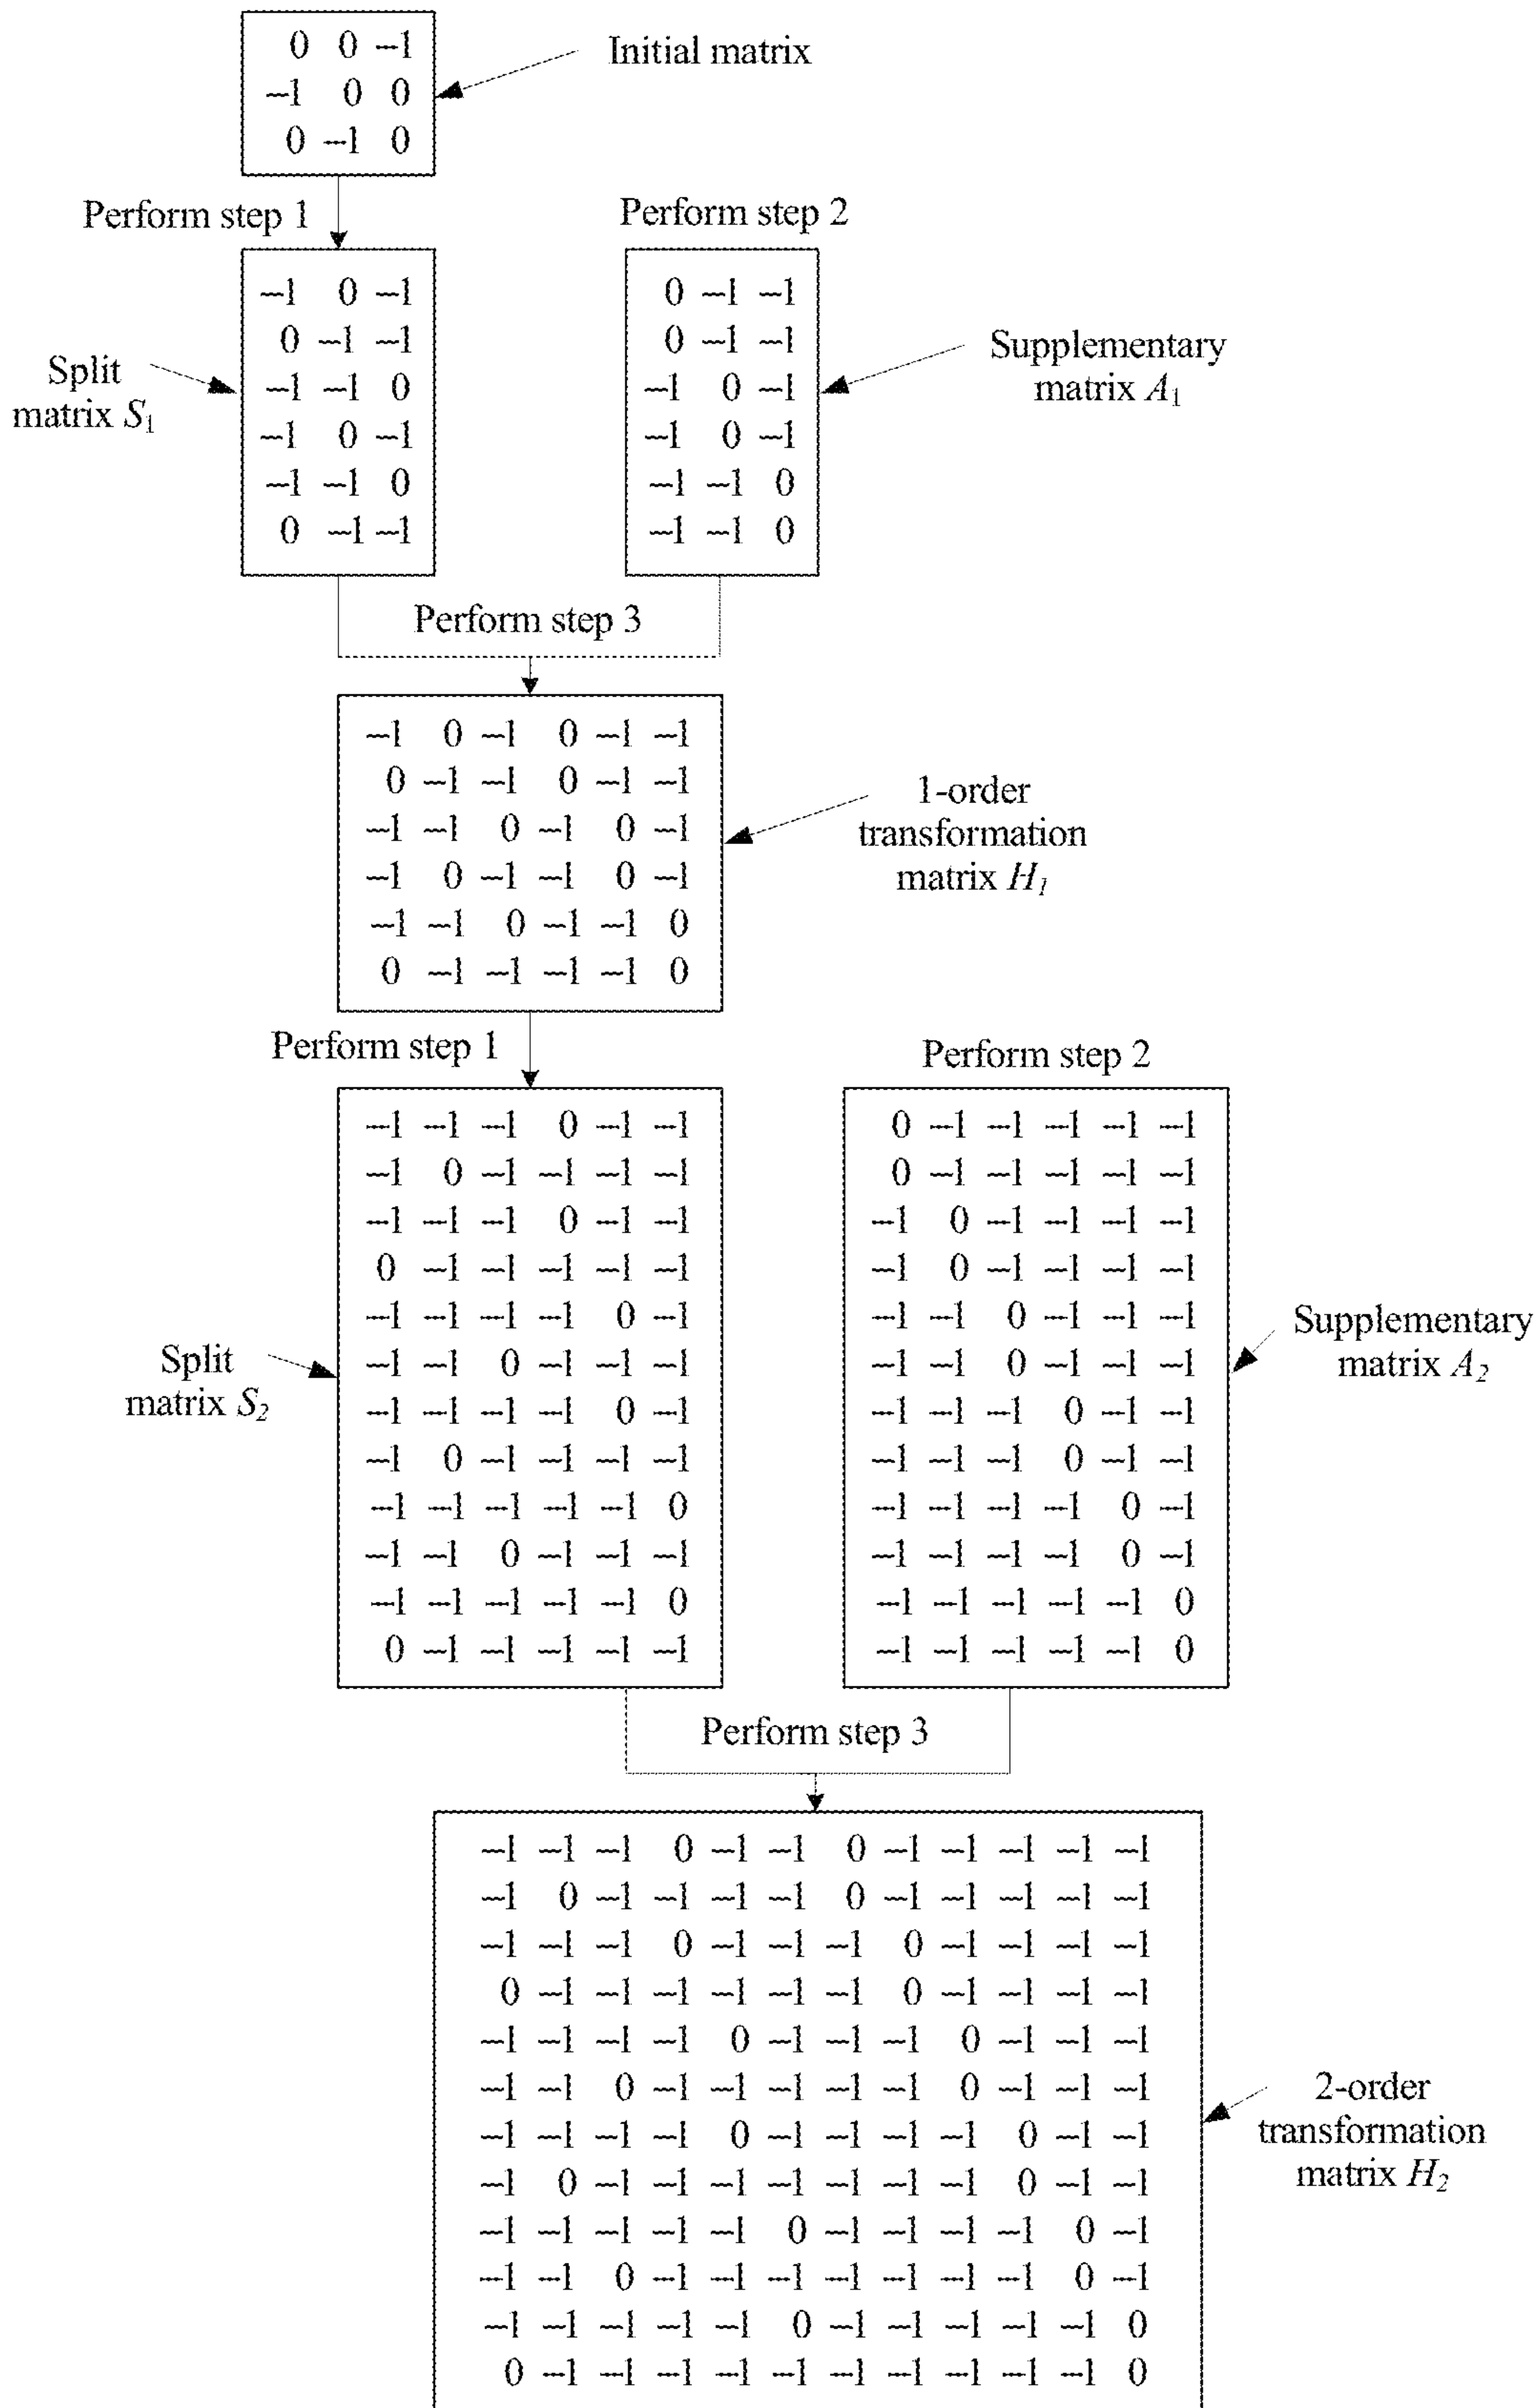 0 0 -1
-1 0 0
0 -1 0
Initial matrix
Perform step 1
Perform step 2
-1 0 -1
0 -1 -1
-1 -1 0
-1 0 -1
-1 -1 0
0 -1 -1
Split
matrix S1
0 -1 -1
0 -1 -1
-1 0 -1
-1 0 -1
-1 -1 0
-1 -1 0
Supplementary
matrix A1
Perform step 3
-1 0 -1 0 -1 -1
0 -1 -1 0 -1 -1
-1 -1 0 -1 0 -1
-1 0 -1 -1 0 -1
-1 -1 0 -1 -1 0
0 -1 -1 -1 -1 0
1-order
transformation
matrix H1
Perform step 1
Perform step 2
-1 -1 -1 0 -1 -1
-1 0 -1 -1 -1 -1
-1 -1 -1 0 -1 -1
0 -1 -1 -1 -1 -1
-1 -1 -1 -1 0 -1
-1 -1 0 -1 -1 -1
-1 -1 -1 -1 0 -1
-1 0 -1 -1 -1 -1
-1 -1 -1 -1 -1 0
-1 -1 0 -1 -1 -1
-1 -1 -1 -1 -1 0
0 -1 -1 -1 -1 -1
Split
matrix S2
0 -1 -1 -1 -1 -1
0 -1 -1 -1 -1 -1
-1 0 -1 -1 -1 -1
-1 0 -1 -1 -1 -1
-1 -1 0 -1 -1 -1
-1 -1 0 -1 -1 -1
-1 -1 -1 0 -1 -1
-1 -1 -1 0 -1 -1
-1 -1 -1 -1 0 -1
-1 -1 -1 -1 0 -1
-1 -1 -1 -1 -1 0
-1 -1 -1 -1 -1 0
Supplementary
matrix A2
Perform step 3
-1 -1 -1 0 -1 -1 0 -1 -1 -1 -1 -1
-1 0 -1 -1 -1 -1 0 -1 -1 -1 -1 -1
-1 -1 -1 0 -1 -1 -1 0 -1 -1 -1 -1
0 -1 -1 -1 -1 -1 -1 0 -1 -1 -1 -1
-1 -1 -1 -1 0 -1 -1 -1 0 -1 -1 -1
-1 -1 0 -1 -1 -1 -1 -1 0 -1 -1 -1
-1 -1 -1 -1 0 -1 -1 -1 -1 0 -1 -1
-1 0 -1 -1 -1 -1 -1 -1 -1 0 -1 -1
-1 -1 -1 -1 -1 0 -1 -1 -1 -1 0 -1
-1 -1 0 -1 -1 -1 -1 -1 -1 -1 0 -1
-1 -1 -1 -1 -1 0 -1 -1 -1 -1 -1 0
0 -1 -1 -1 -1 -1 -1 -1 -1 -1 -1 0
2-order
transformation
matrix H2